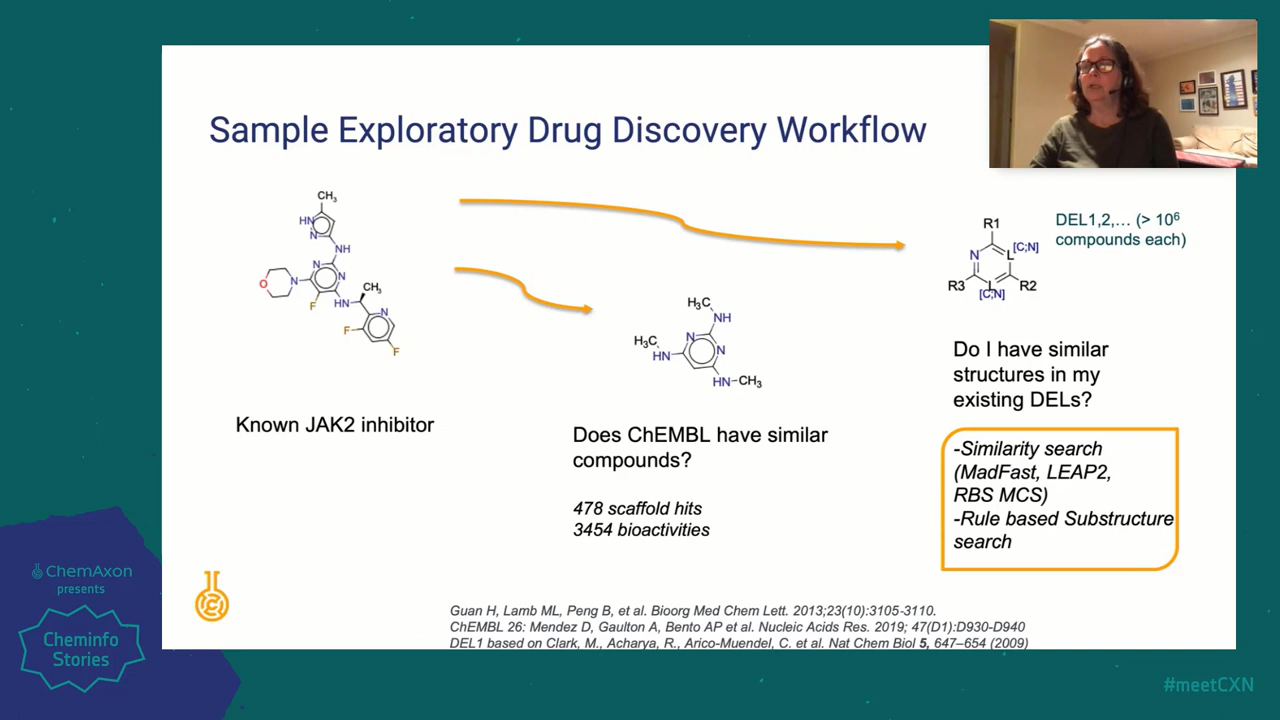 Sample Exploratory Drug Discovery Workflow
CH₃
HN
N
NH
N
N
N
O
F
HN
CH₃
N
F
F
Known JAK2 inhibitor
H₃C
NH
H₃C
N
N
HN
HN
CH₃
Does ChEMBL have similar
compounds?
478 scaffold hits
3454 bioactivities
R1
N
L
[C;N]
R3
L
R2
[C;N]
DEL1,2,... (> 10⁶
compounds each)
Do I have similar
structures in my
existing DELs?
-Similarity search
(MadFast, LEAP2,
RBS MCS)
-Rule based Substructure
search
Guan H, Lamb ML, Peng B, et al. Bioorg Med Chem Lett. 2013;23(10):3105-3110.
ChEMBL 26: Mendez D, Gaulton A, Bento AP et al. Nucleic Acids Res. 2019; 47(D1):D930-D940
DEL1 based on Clark, M., Acharya, R., Arico-Muendel, C. et al. Nat Chem Biol 5, 647–654 (2009)
ChemAxon
presents
Cheminfo
Stories
#meetCXN